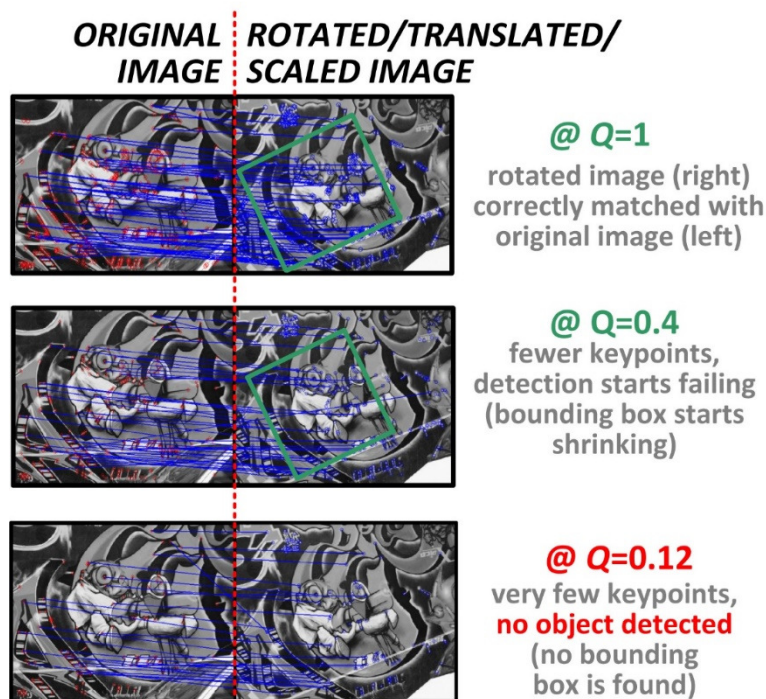 ORIGINAL IMAGE
ROTATED/TRANSLATED/
SCALED IMAGE
@ Q=1
rotated image (right)
correctly matched with
original image (left)
@ Q=0.4
fewer keypoints,
detection starts failing
(bounding box starts
shrinking)
@ Q=0.12
very few keypoints,
no object detected
(no bounding
box is found)